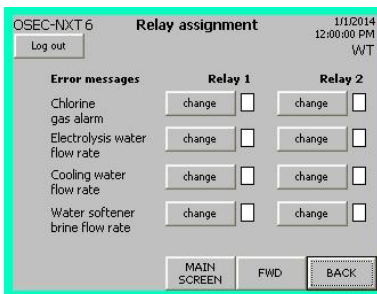 OSEC-NXT 6 Relay assignment 1/1/2014
12:00:00 PM
Log out WT
Error messages Relay 1 Relay 2
Chlorine
gas alarm change change
Electrolysis water
flow rate change change
Cooling water
flow rate change change
Water softener
brine flow rate change change
MAIN
SCREEN FWD BACK